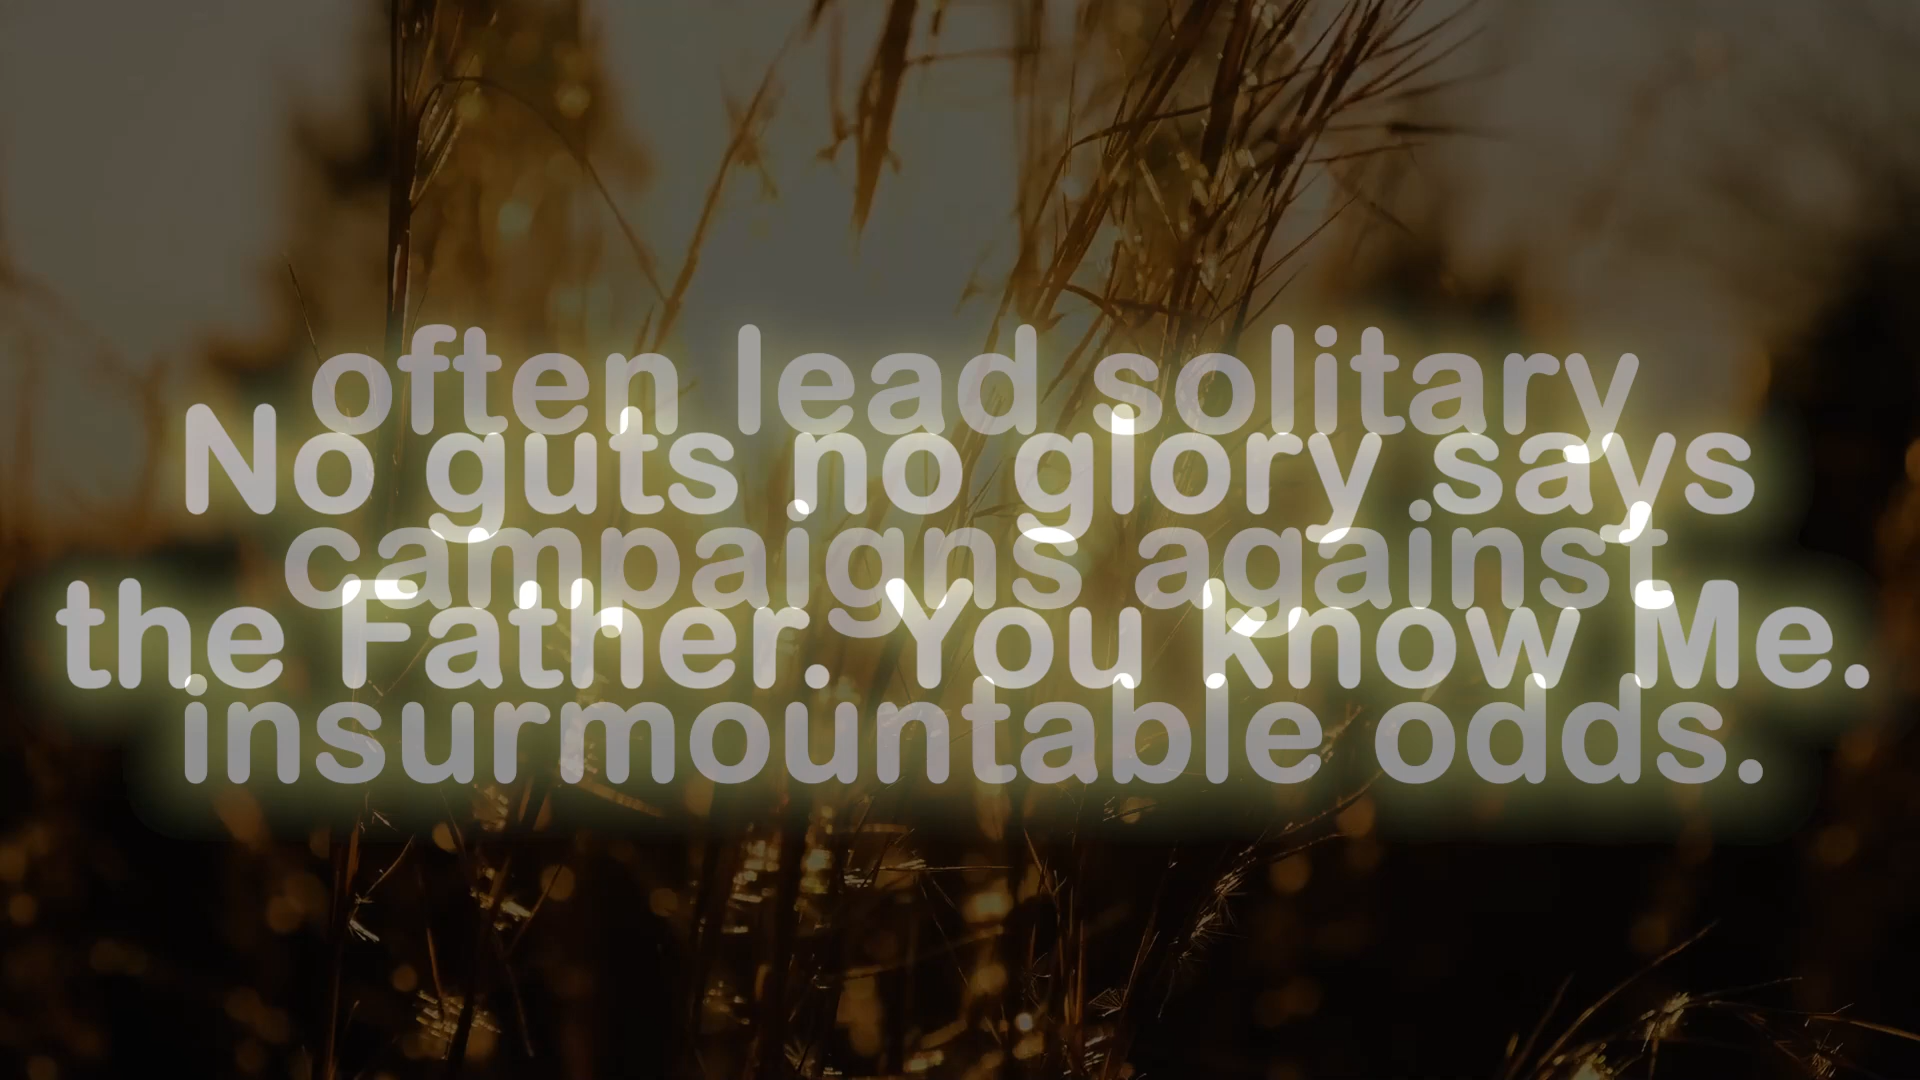 often lead solitary
No guts no glory says
campaigns against
the Father. You know Me.
insurmountable odds.